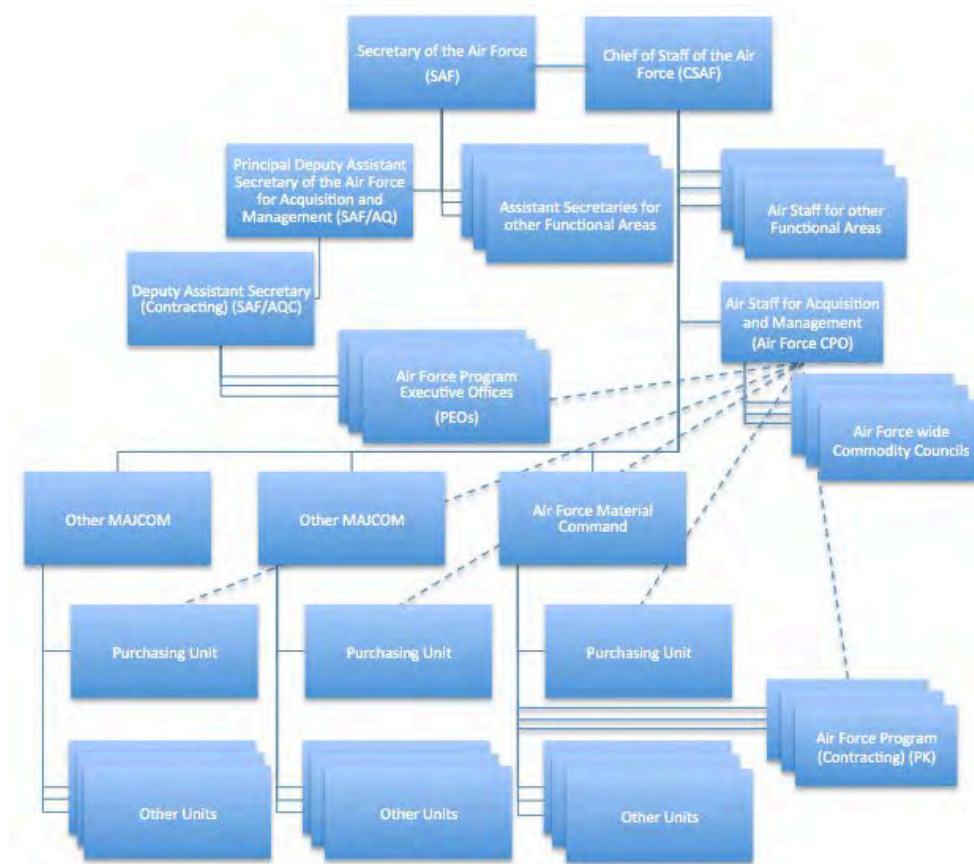 Secretary of the Air Force
(SAF)
Chief of Staff of the Air
Force (CSAF)
Principal Deputy Assistant
Secretary of the Air Force
for Acquisition and
Management (SAF/AQ)
Assistant Secretaries for
other Functional Areas
Air Staff for other
Functional Areas
Deputy Assistant Secretary
(Contracting) (SAF/AQC)
Air Staff for Acquisition
and Management
(Air Force CPO)
Air Force Program
Executive Offices
(PEOs)
Air Force wide
Commodity Councils
Other MAJCOM
Other MAJCOM
Air Force Material
Command
Purchasing Unit
Purchasing Unit
Purchasing Unit
Air Force Program
(Contracting) (PK)
Other Units
Other Units
Other Units